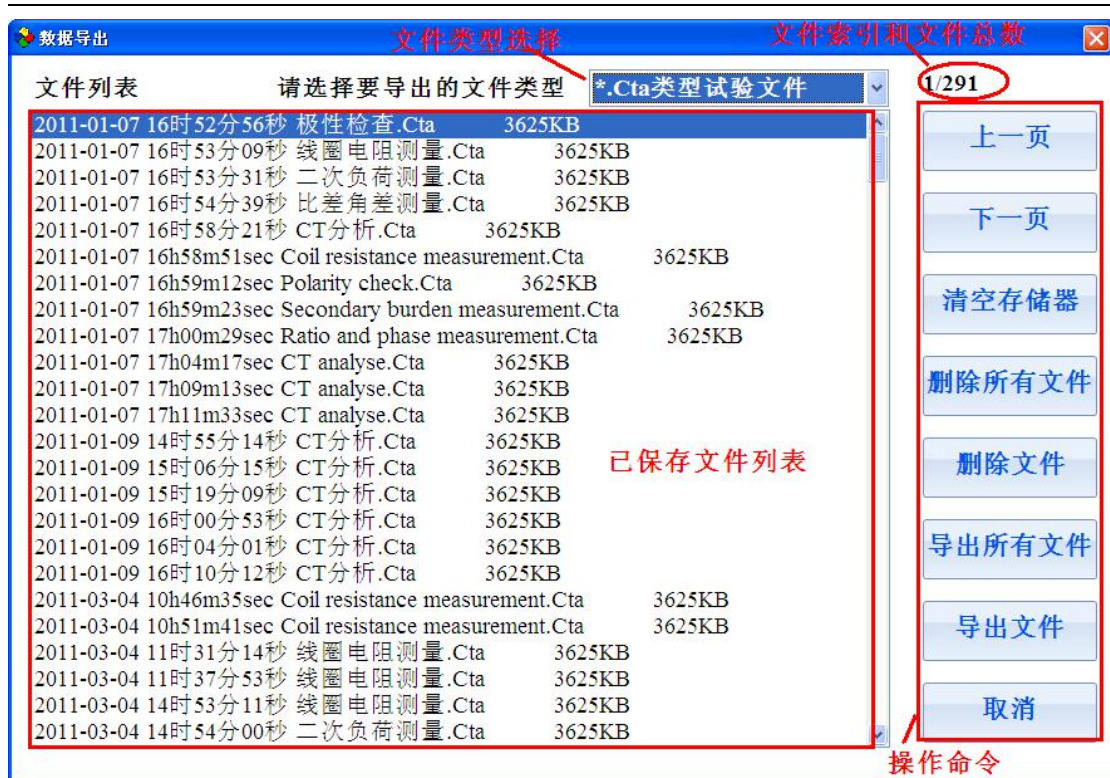 数据导出
文件类型选择
文件索引和文件总数
文件列表
请选择要导出的文件类型
*.Cta类型试验文件
1/291
2011-01-07 16时52分56秒 极性检查.Cta 3625KB
2011-01-07 16时53分09秒 线圈电阻测量.Cta 3625KB
2011-01-07 16时53分31秒 二次负荷测量.Cta 3625KB
2011-01-07 16时54分39秒 比差角差测量.Cta 3625KB
2011-01-07 16时58分21秒 CT分析.Cta 3625KB
2011-01-07 16h58m51sec Coil resistance measurement.Cta 3625KB
2011-01-07 16h59m12sec Polarity check.Cta 3625KB
2011-01-07 16h59m23sec Secondary burden measurement.Cta 3625KB
2011-01-07 17h00m29sec Ratio and phase measurement.Cta 3625KB
2011-01-07 17h04m17sec CT analyse.Cta 3625KB
2011-01-07 17h09m13sec CT analyse.Cta 3625KB
2011-01-07 17h11m33sec CT analyse.Cta 3625KB
2011-01-09 14时55分14秒 CT分析.Cta 3625KB
2011-01-09 15时06分15秒 CT分析.Cta 3625KB
2011-01-09 15时19分09秒 CT分析.Cta 3625KB
2011-01-09 16时00分53秒 CT分析.Cta 3625KB
2011-01-09 16时04分01秒 CT分析.Cta 3625KB
2011-01-09 16时10分12秒 CT分析.Cta 3625KB
2011-03-04 10h46m35sec Coil resistance measurement.Cta 3625KB
2011-03-04 10h51m41sec Coil resistance measurement.Cta 3625KB
2011-03-04 11时31分14秒 线圈电阻测量.Cta 3625KB
2011-03-04 11时37分53秒 线圈电阻测量.Cta 3625KB
2011-03-04 14时53分11秒 线圈电阻测量.Cta 3625KB
2011-03-04 14时54分00秒 二次负荷测量.Cta 3625KB
已保存文件列表
上一页
下一页
清空存储器
删除所有文件
删除文件
导出所有文件
导出文件
取消
操作命令